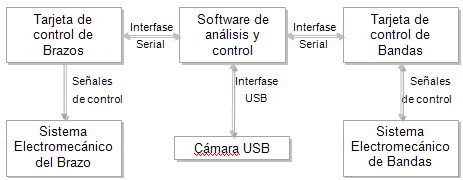 Tarjeta de
control de
Brazos
Interfase
Serial
Software de
análisis y
control
Interfase
Serial
Tarjeta de
control de
Bandas
Señales
de control
Interfase
USB
Señales
de control
Sistema
Electromecánico
del Brazo
Cámara USB
Sistema
Electromecánico
de Bandas